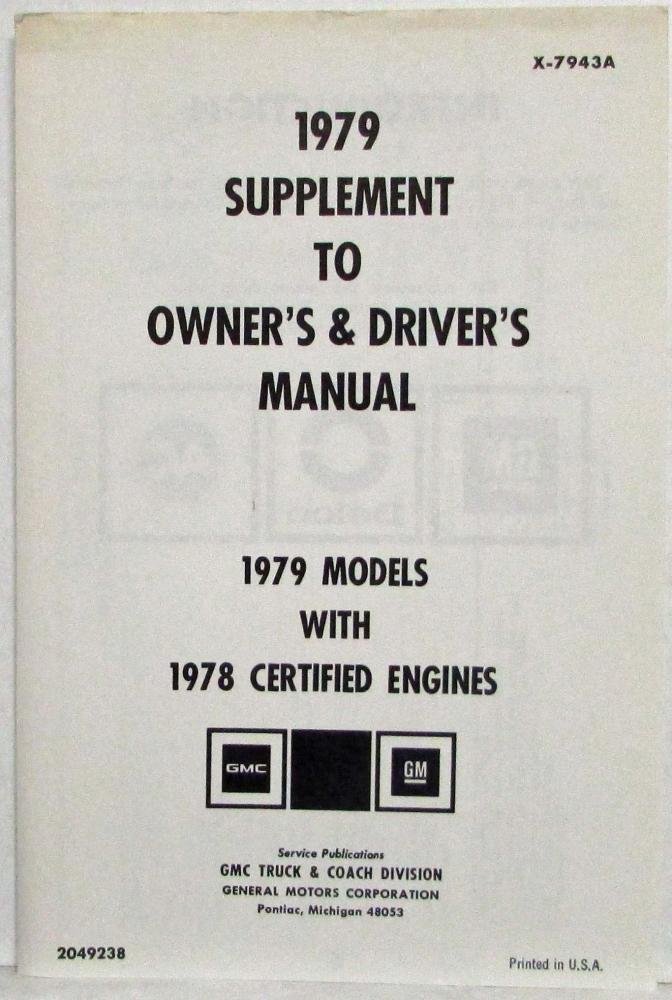 X-7943A
1979
SUPPLEMENT
TO
OWNER'S & DRIVER'S
MANUAL
1979 MODELS
WITH
1978 CERTIFIED ENGINES
GMC
GM
Service Publications
GMC TRUCK & COACH DIVISION
GENERAL MOTORS CORPORATION
Pontiac, Michigan 48053
2049238
Printed in U.S.A.